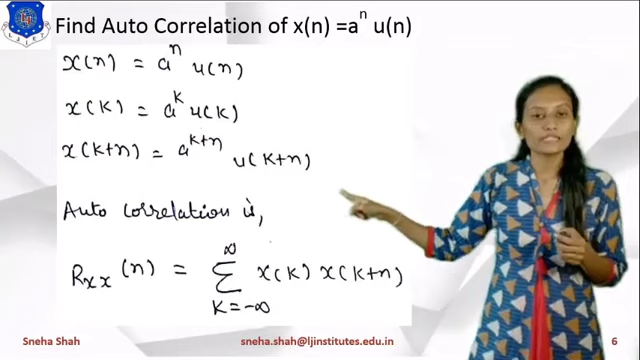 Find Auto Correlation of x(n) =aⁿ u(n)
x(n) = aⁿ u(n)
x(k) = aᵏ u(k)
x(k+n) = aᵏ⁺ⁿ u(k+n)
Auto correlation is,
Rxx (n) = ∞ Σ k=-∞ x(k) x(k+n)
Sneha Shah sneha.shah@ljinstitutes.edu.in 6